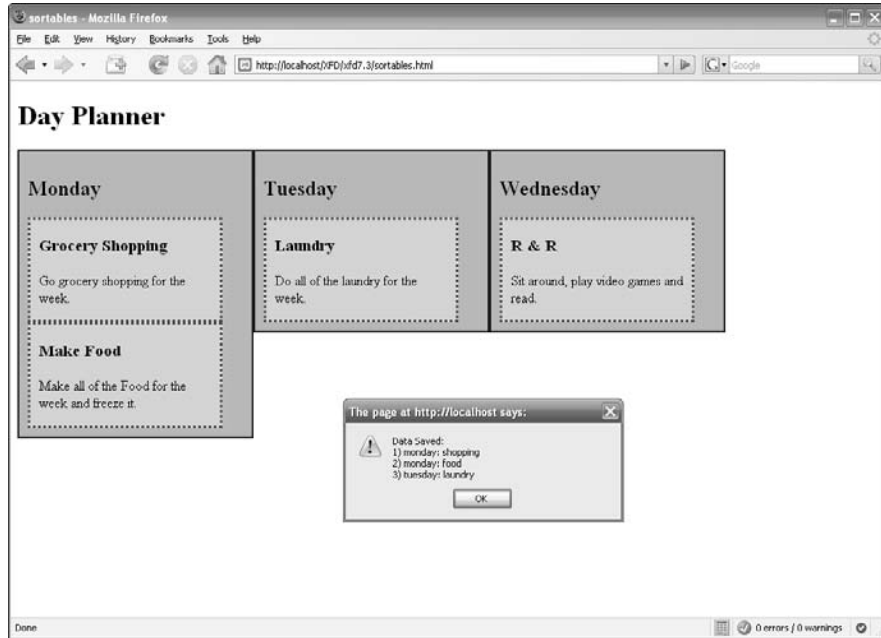 sortables - Mozilla Firefox
File Edit View History Bookmarks Tools Help
http://localhost/XFD/xfd7.3/sortables.html
Google
Day Planner
Monday
Grocery Shopping
Go grocery shopping for the
week.
Make Food
Make all of the Food for the
week and freeze it.
Tuesday
Laundry
Do all of the laundry for the
week.
Wednesday
R & R
Sit around, play video games and
read.
The page at http://localhost says:
Data Saved:
1) monday: shopping
2) monday: food
3) tuesday: laundry
OK
Done
0 errors / 0 warnings